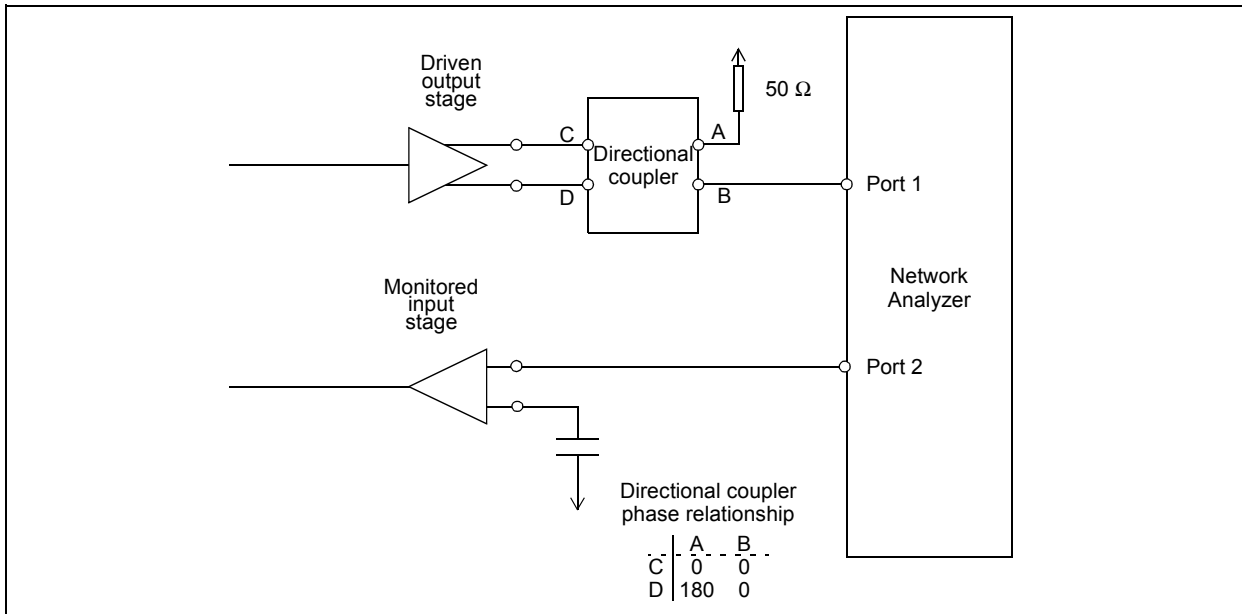 Driven
output
stage
50 Ω
C
A
Directional
coupler
D
B
Port 1
Monitored
input
stage
Network
Analyzer
Port 2
Directional coupler
phase relationship
A B
C 0 0
D 180 0